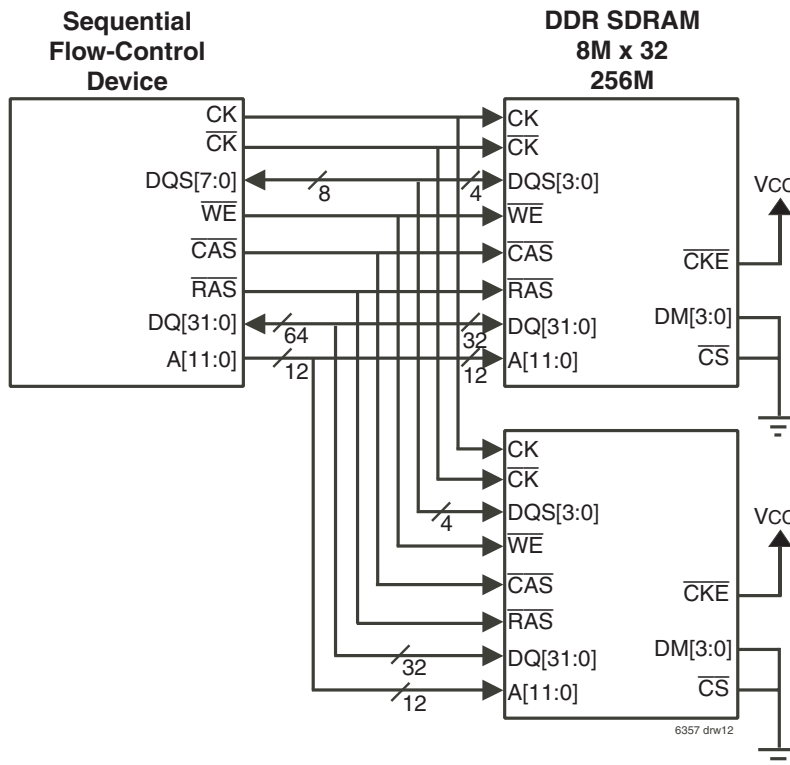 Sequential
Flow-Control
Device
DDR SDRAM
8M x 32
256M
CK
CK
DQS[7:0]
WE
CAS
RAS
DQ[31:0]
A[11:0]
8
64
12
4
32
12
CK
CK
DQS[3:0]
WE
CAS
RAS
DQ[31:0]
A[11:0]
CKE
DM[3:0]
CS
VCC
4
32
12
CK
CK
DQS[3:0]
WE
CAS
RAS
DQ[31:0]
A[11:0]
CKE
DM[3:0]
CS
VCC
6357 drw12